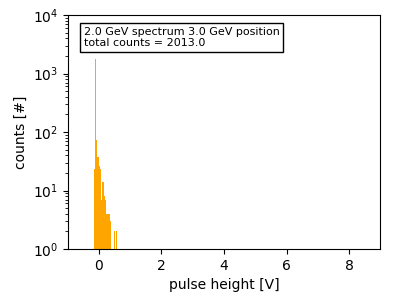 10⁴
2.0 GeV spectrum 3.0 GeV position
total counts = 2013.0
10³
10²
10¹
10⁰
counts [#]
0 2 4 6 8
pulse height [V]